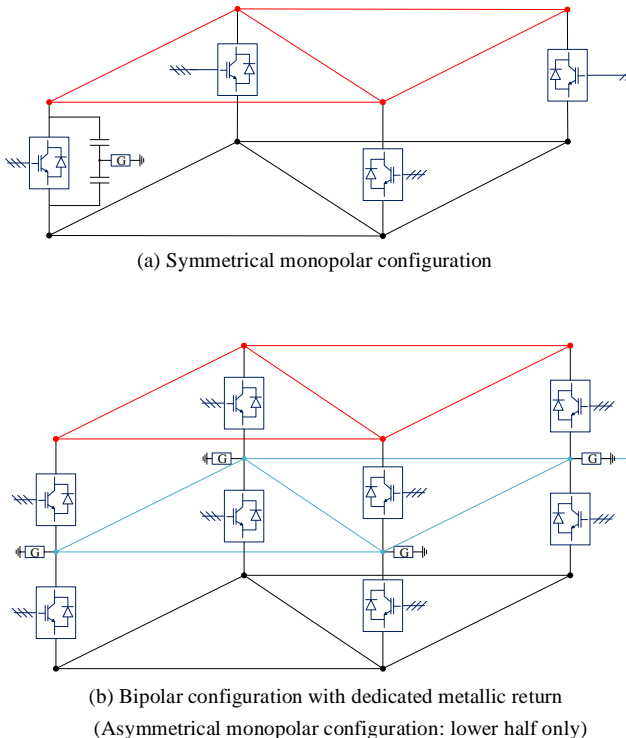 G
(a) Symmetrical monopolar configuration
G
G
G
G
(b) Bipolar configuration with dedicated metallic return
(Asymmetrical monopolar configuration: lower half only)